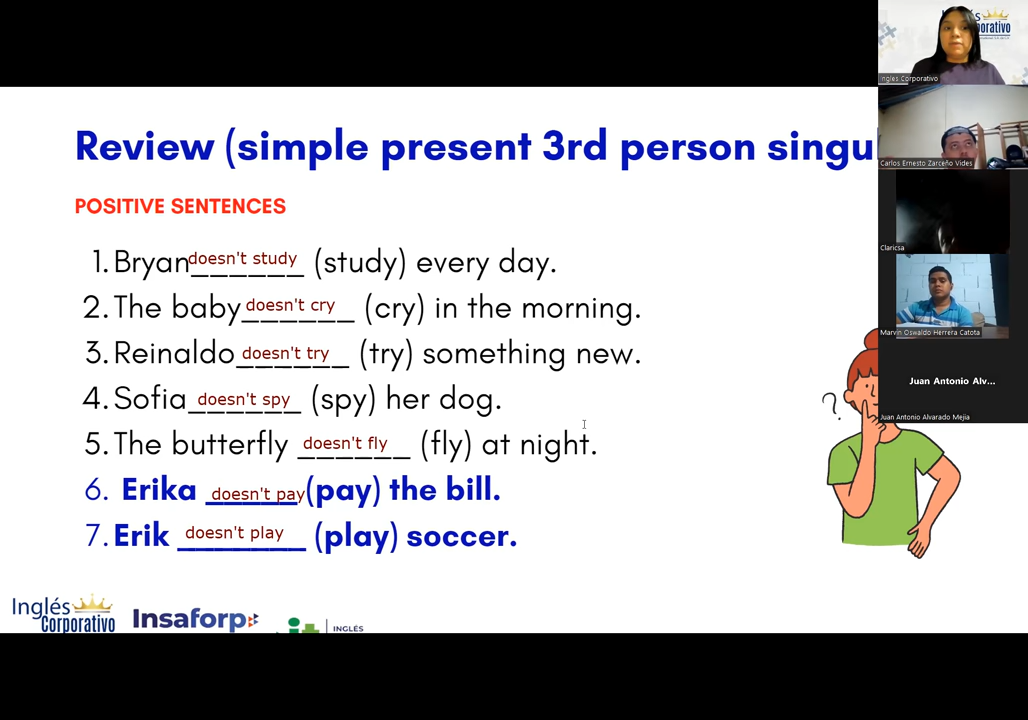 Review (simple present 3rd person singu
POSITIVE SENTENCES
1. Bryan doesn't study ______ (study) every day.
2. The baby doesn't cry ______ (cry) in the morning.
3. Reinaldo doesn't try ______ (try) something new.
4. Sofia doesn't spy ______ (spy) her dog.
5. The butterfly doesn't fly ______ (fly) at night.
6. Erika doesn't pay ______ (pay) the bill.
7. Erik doesn't play _______ (play) soccer.
?
Inglés
Corporativo
Insaforp
it
INGLÉS
Inglés Corporativo
Carlos Ernesto Zarceño Vides
Claricsa
Marvin Oswaldo Herrera Catota
Juan Antonio Alv...
Juan Antonio Alvarado Mejia